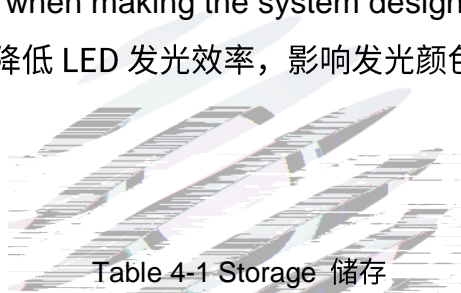 when making the system design
降低 LED 发光效率，影响发光颜色
Table 4-1 Storage 储存